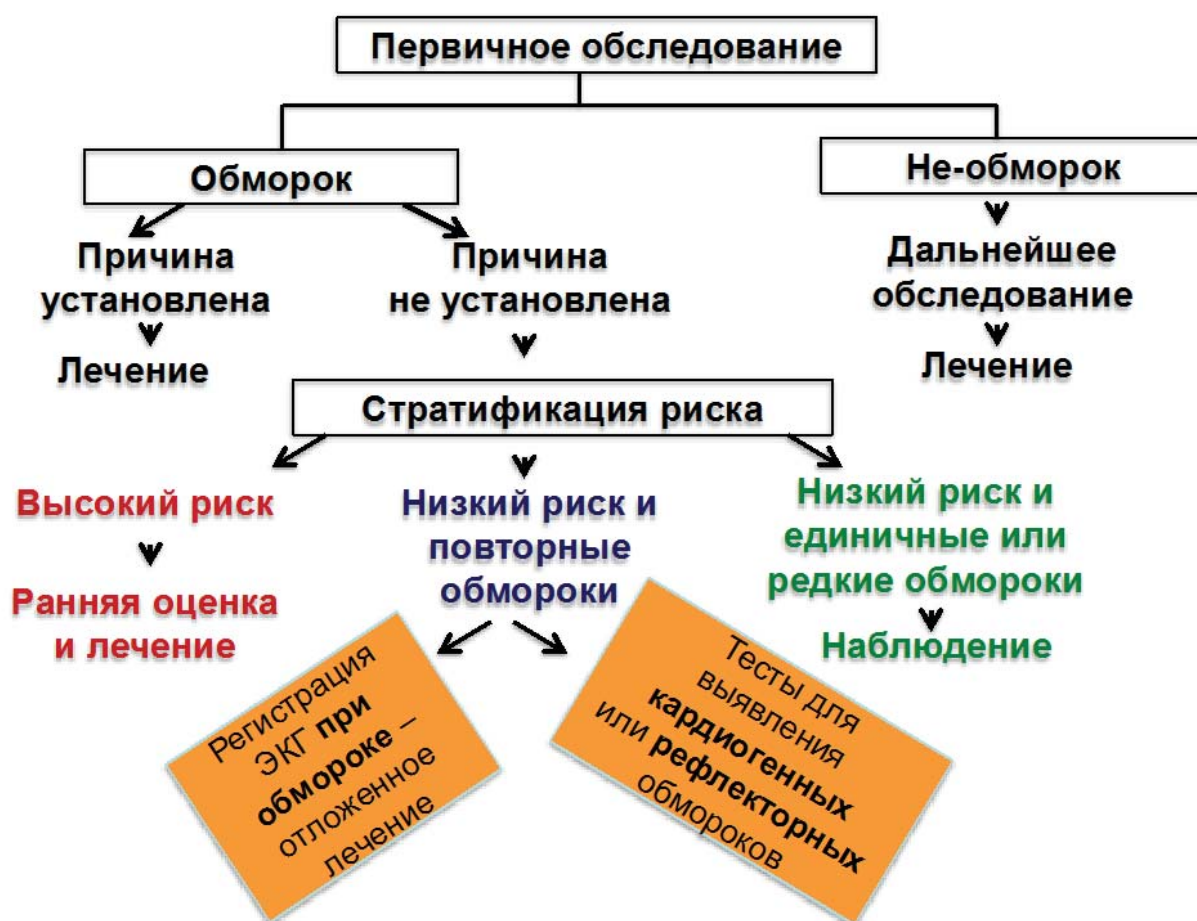 Первичное обследование
Обморок
Не-обморок
Причина
установлена
Причина
не установлена
Дальнейшее
обследование
Лечение
Лечение
Стратификация риска
Высокий риск
Низкий риск и
повторные
обмороки
Низкий риск и
единичные или
редкие обмороки
Ранняя оценка
и лечение
Наблюдение
Регистрация
ЭКГ при
обмороке –
отложенное
лечение
Тесты для
выявления
кардиогенных
или рефлекторных
обмороков